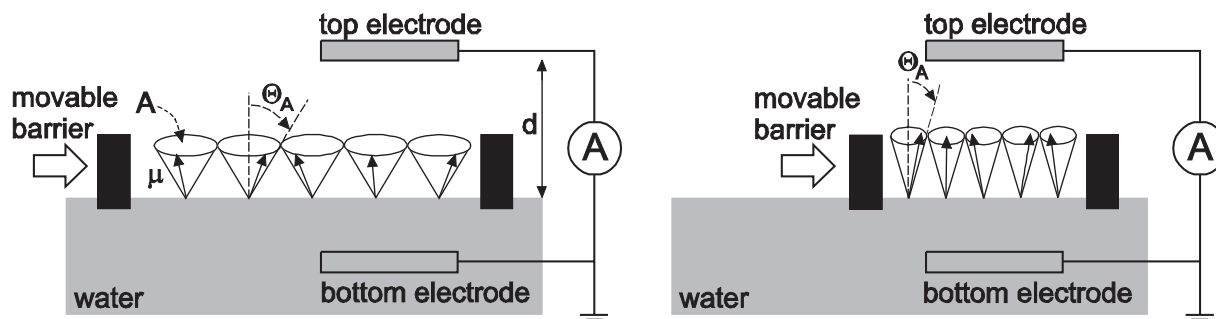 top electrode
movable
barrier
A
Θ_A
d
A
μ
water
bottom electrode
top electrode
movable
barrier
Θ_A
A
water
bottom electrode